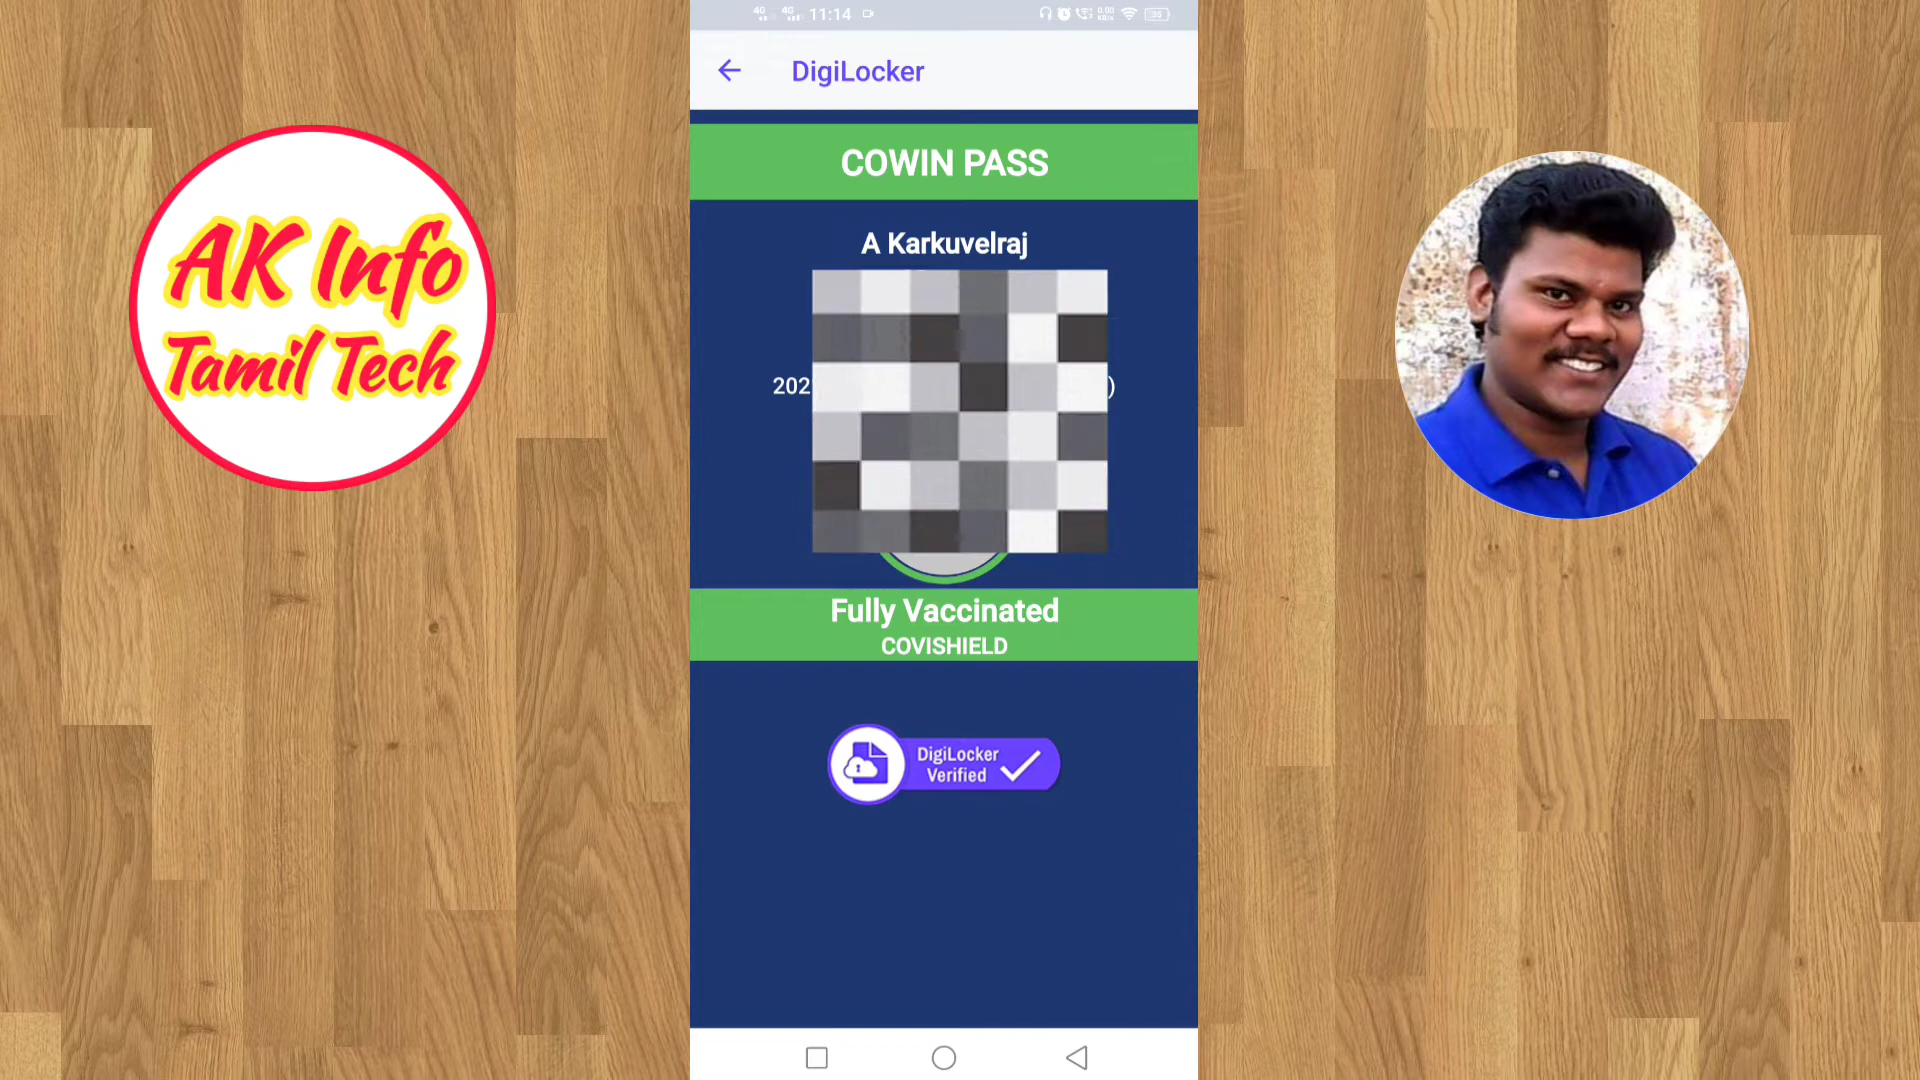 AK Info
Tamil Tech
11:14
DigiLocker
COWIN PASS
A Karkuvelraj
202
)
Fully Vaccinated
COVISHIELD
DigiLocker
Verified